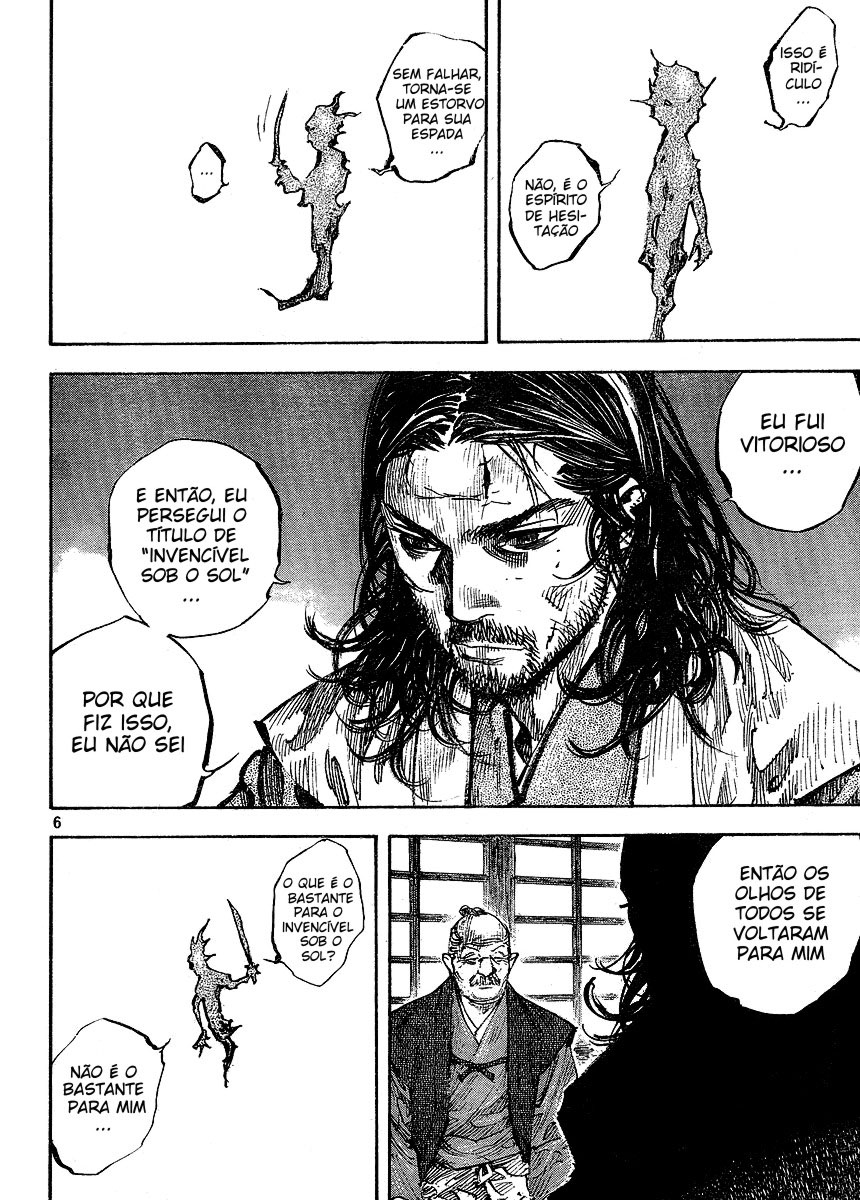 ISSO É
RIDÍ-
CULO
...
NÃO, É O
ESPÍRITO
DE HESI-
TAÇÃO
SEM FALHAR,
TORNA-SE
UM ESTORVO
PARA SUA
ESPADA
...
...
EU FUI
VITORIOSO
...
E ENTÃO, EU
PERSEGUI O
TÍTULO DE
"INVENCÍVEL
SOB O SOL"
...
POR QUE
FIZ ISSO,
EU NÃO SEI
6
ENTÃO OS
OLHOS DE
TODOS SE
VOLTARAM
PARA MIM
O QUE É O
BASTANTE
PARA O
INVENCÍVEL
SOB O
SOL?
NÃO É O
BASTANTE
PARA MIM
...